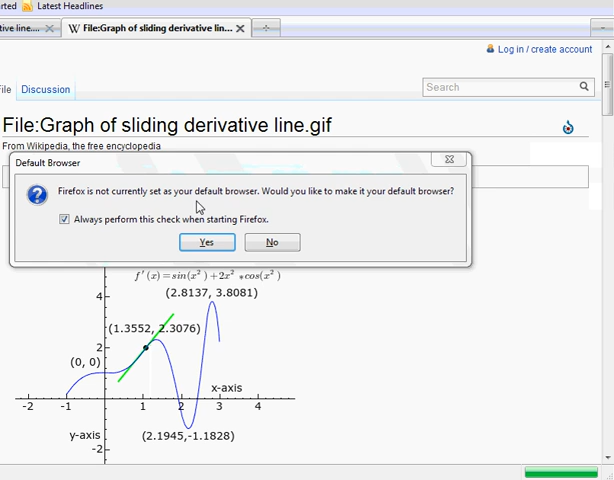 rted Latest Headlines
tive line.... W File:Graph of sliding derivative lin...
Log in / create account
File Discussion Search
File:Graph of sliding derivative line.gif
From Wikipedia, the free encyclopedia
Default Browser
Firefox is not currently set as your default browser. Would you like to make it your default browser?
Always perform this check when starting Firefox.
Yes No
f'(x)=sin(x²)+2x²*cos(x²)
(2.8137, 3.8081)
4
(1.3552, 2.3076)
2
(0, 0)
x-axis
-2 -1 1 2 3 4
y-axis (2.1945,-1.1828)
-2